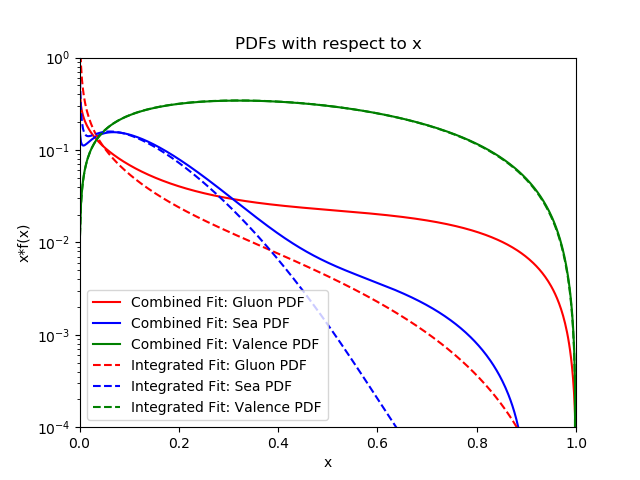 PDFs with respect to x
10⁰
10⁻¹
10⁻²
10⁻³
10⁻⁴
x*f(x)
Combined Fit: Gluon PDF
Combined Fit: Sea PDF
Combined Fit: Valence PDF
Integrated Fit: Gluon PDF
Integrated Fit: Sea PDF
Integrated Fit: Valence PDF
0.0 0.2 0.4 0.6 0.8 1.0
x